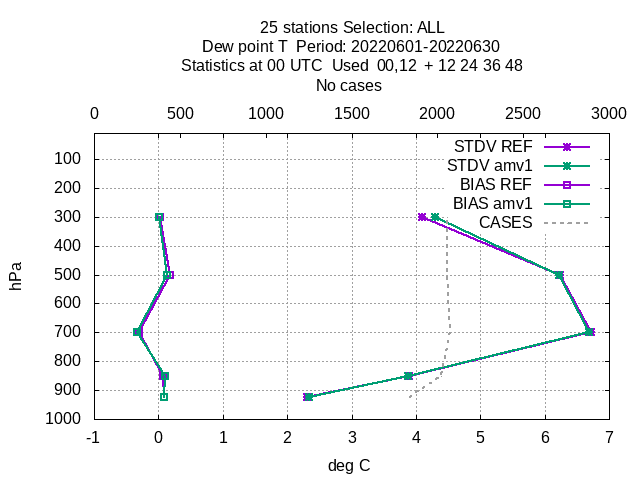 25 stations Selection: ALL
Dew point T  Period: 20220601-20220630
Statistics at 00 UTC  Used  00,12  + 12 24 36 48
No cases
0 500 1000 1500 2000 2500 3000
STDV REF
STDV amv1
BIAS REF
BIAS amv1
CASES
100
200
300
400
500
600
700
800
900
1000
hPa
-1 0 1 2 3 4 5 6 7
deg C